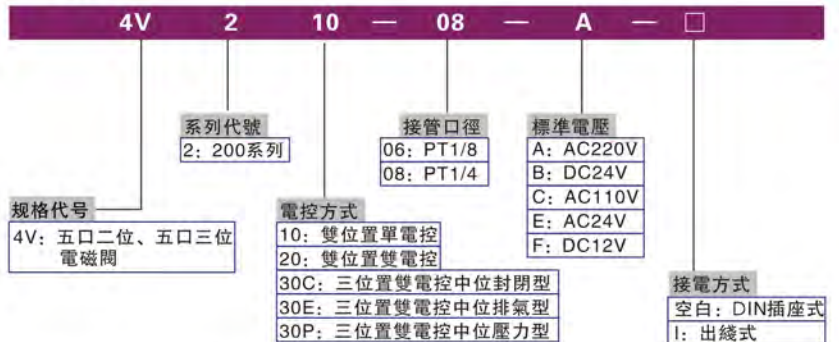 4V 2 10 — 08 — A — □
系列代號
2：200系列
接管口徑
06：PT1/8
08：PT1/4
標準電壓
A：AC220V
B：DC24V
C：AC110V
E：AC24V
F：DC12V
规格代号
4V：五口二位、五口三位
電磁閥
電控方式
10：雙位置單電控
20：雙位置雙電控
30C：三位置雙電控中位封閉型
30E：三位置雙電控中位排氣型
30P：三位置雙電控中位壓力型
接電方式
空白：DIN插座式
I：出綫式